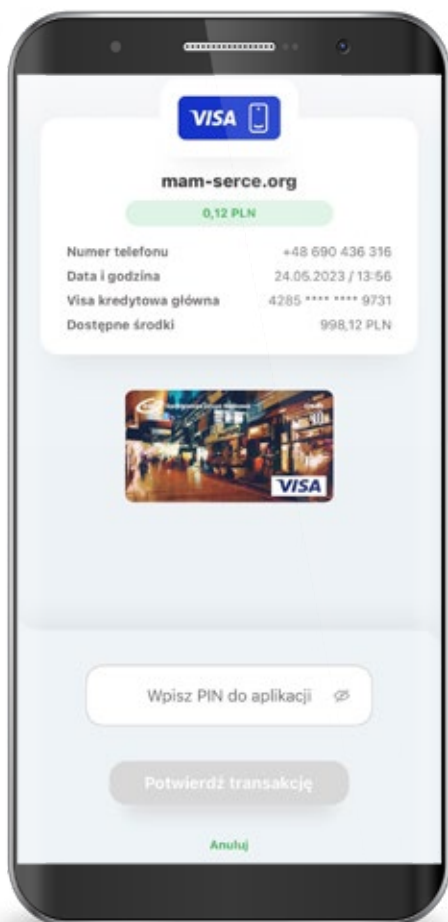 VISA
mam-serce.org
0,12 PLN
Numer telefonu +48 690 436 316
Data i godzina 24.05.2023 / 13:56
Visa kredytowa główna 4285 **** **** 9731
Dostępne środki 998,12 PLN
VISA
Wpisz PIN do aplikacji
Potwierdź transakcję
Anuluj